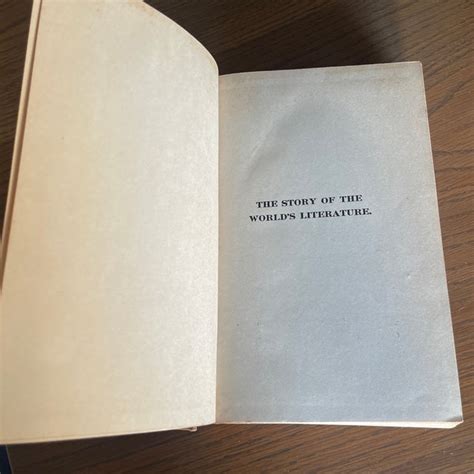 THE STORY OF THE
WORLD'S LITERATURE.